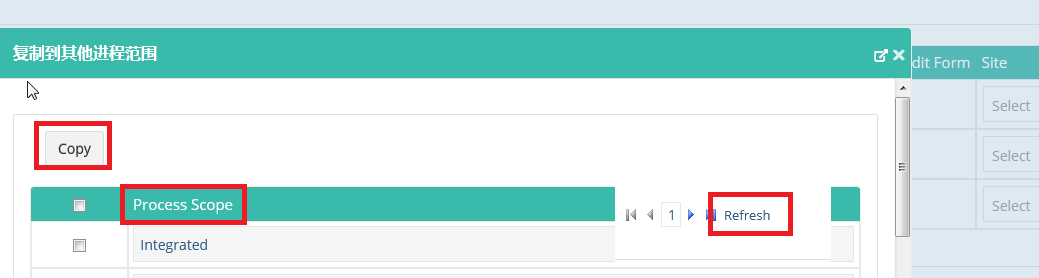 复制到其他进程范围
dit Form Site
Select
Copy
Select
Process Scope
1 Refresh
Select
Integrated